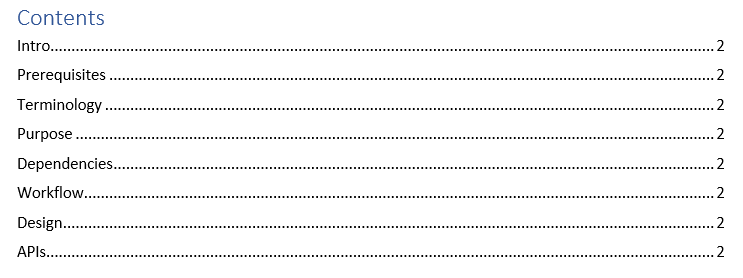 Contents
Intro.......................................................................................................................................................2
Prerequisites ..........................................................................................................................................2
Terminology ...........................................................................................................................................2
Purpose ..................................................................................................................................................2
Dependencies.........................................................................................................................................2
Workflow................................................................................................................................................2
Design.....................................................................................................................................................2
APIs.........................................................................................................................................................2